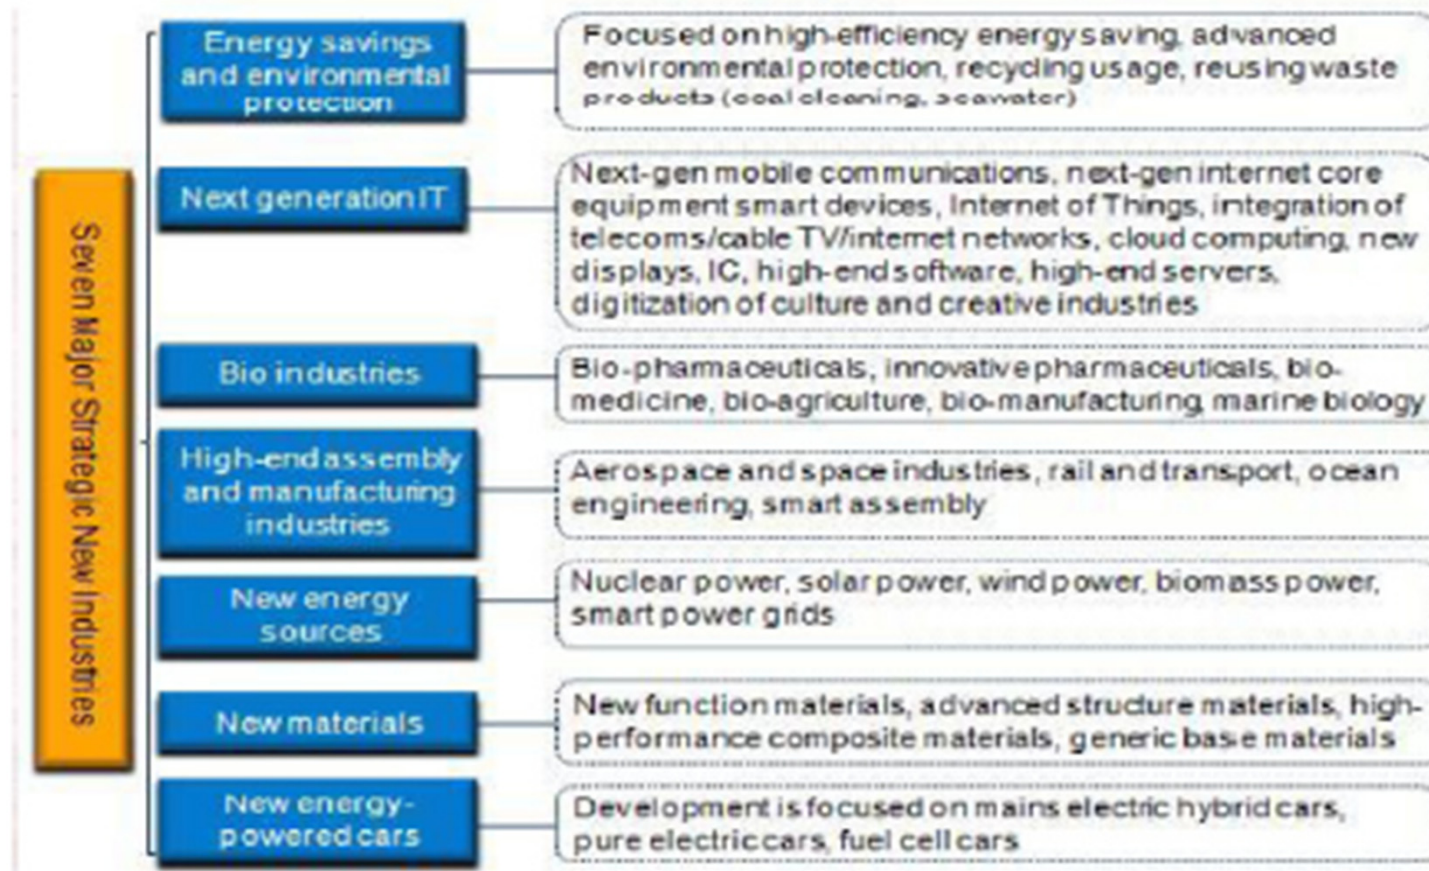 Seven Major Strategic New Industries
Energy savings
and environmental
protection
Focused on high-efficiency energy saving, advanced
environmental protection, recycling usage, reusing waste
products (coal cleaning, seawater)
Next generation IT
Next-gen mobile communications, next-gen internet core
equipment smart devices, Internet of Things, integration of
telecoms/cable TV/internet networks, cloud computing, new
displays, IC, high-end software, high-end servers,
digitization of culture and creative industries
Bio industries
Bio-pharmaceuticals, innovative pharmaceuticals, bio-
medicine, bio-agriculture, bio-manufacturing, marine biology
High-end assembly
and manufacturing
industries
Aerospace and space industries, rail and transport, ocean
engineering, smart assembly
New energy
sources
Nuclear power, solar power, wind power, biomass power,
smart power grids
New materials
New function materials, advanced structure materials, high-
performance composite materials, generic base materials
New energy-
powered cars
Development is focused on mains electric hybrid cars,
pure electric cars, fuel cell cars